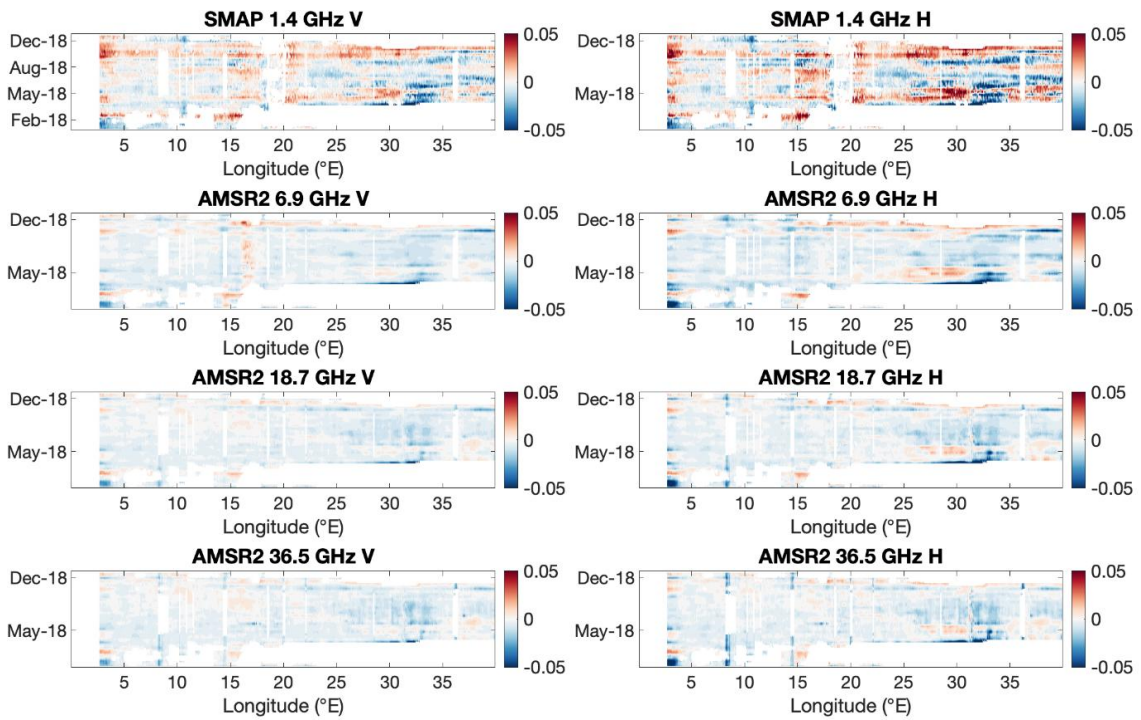 SMAP 1.4 GHz V
Dec-18
Aug-18
May-18
Feb-18
0.05
0
-0.05
5 10 15 20 25 30 35
Longitude (°E)
SMAP 1.4 GHz H
Dec-18
May-18
0.05
0
-0.05
5 10 15 20 25 30 35
Longitude (°E)
AMSR2 6.9 GHz V
Dec-18
May-18
0.05
0
-0.05
5 10 15 20 25 30 35
Longitude (°E)
AMSR2 6.9 GHz H
Dec-18
May-18
0.05
0
-0.05
5 10 15 20 25 30 35
Longitude (°E)
AMSR2 18.7 GHz V
Dec-18
May-18
0.05
0
-0.05
5 10 15 20 25 30 35
Longitude (°E)
AMSR2 18.7 GHz H
Dec-18
May-18
0.05
0
-0.05
5 10 15 20 25 30 35
Longitude (°E)
AMSR2 36.5 GHz V
Dec-18
May-18
0.05
0
-0.05
5 10 15 20 25 30 35
Longitude (°E)
AMSR2 36.5 GHz H
Dec-18
May-18
0.05
0
-0.05
5 10 15 20 25 30 35
Longitude (°E)